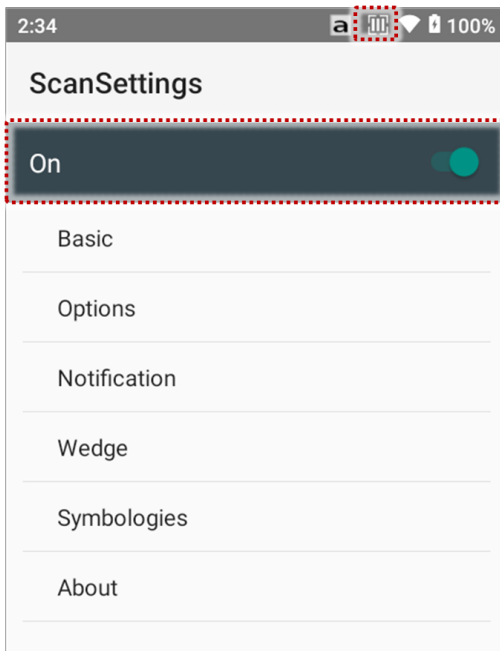 2:34 a 100%
ScanSettings
On
Basic
Options
Notification
Wedge
Symbologies
About